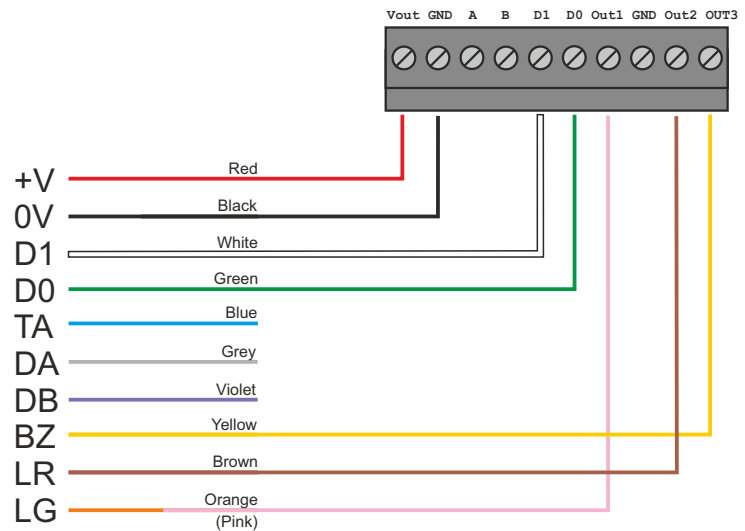 Vout GND A B D1 D0 Out1 GND Out2 OUT3
+V Red
0V Black
D1 White
D0 Green
TA Blue
DA Grey
DB Violet
BZ Yellow
LR Brown
LG Orange
(Pink)